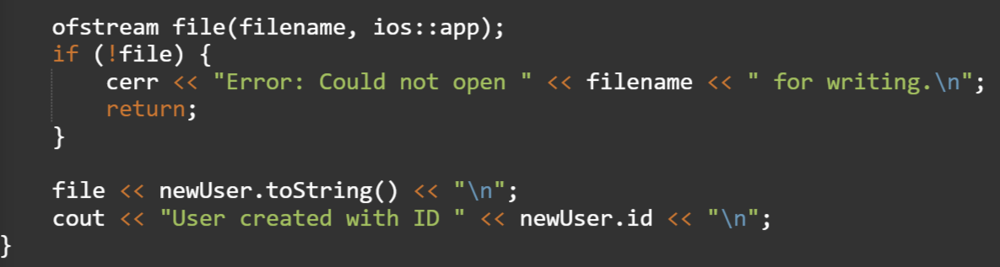 ofstream file(filename, ios::app);
    if (!file) {
        cerr << "Error: Could not open " << filename << " for writing.\n";
        return;
    }

    file << newUser.toString() << "\n";
    cout << "User created with ID " << newUser.id << "\n";
}